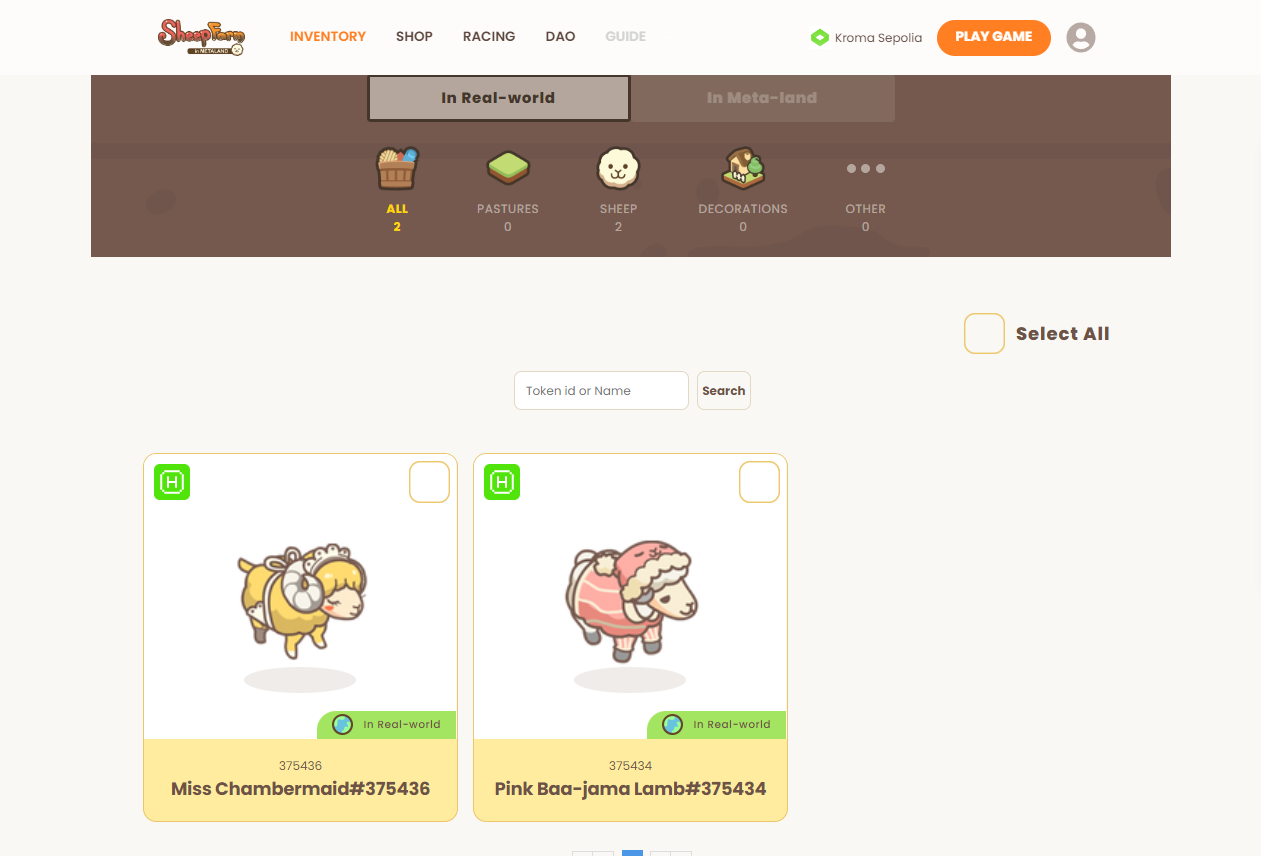 SheepFarm
in METALAND
INVENTORY
SHOP
RACING
DAO
GUIDE
Kroma Sepolia
PLAY GAME
In Real-world
In Meta-land
ALL
2
PASTURES
0
SHEEP
2
DECORATIONS
0
OTHER
0
Select All
Token id or Name
Search
H
In Real-world
375436
Miss Chambermaid#375436
H
In Real-world
375434
Pink Baa-jama Lamb#375434